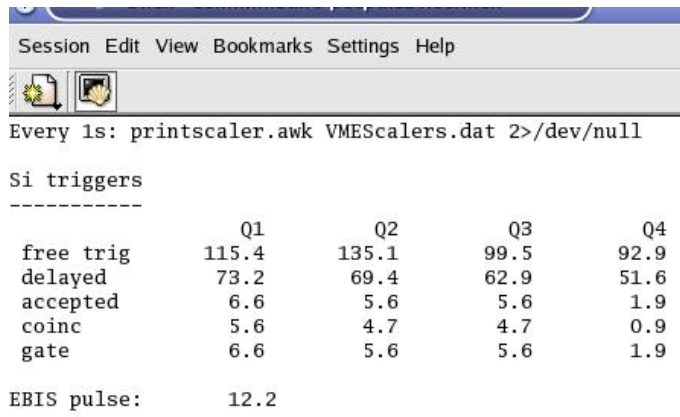 Session Edit View Bookmarks Settings Help
Every 1s: printscaler.awk VMEScalers.dat 2>/dev/null
Si triggers
-----------
Q1 Q2 Q3 Q4
free trig 115.4 135.1 99.5 92.9
delayed 73.2 69.4 62.9 51.6
accepted 6.6 5.6 5.6 1.9
coinc 5.6 4.7 4.7 0.9
gate 6.6 5.6 5.6 1.9
EBIS pulse: 12.2